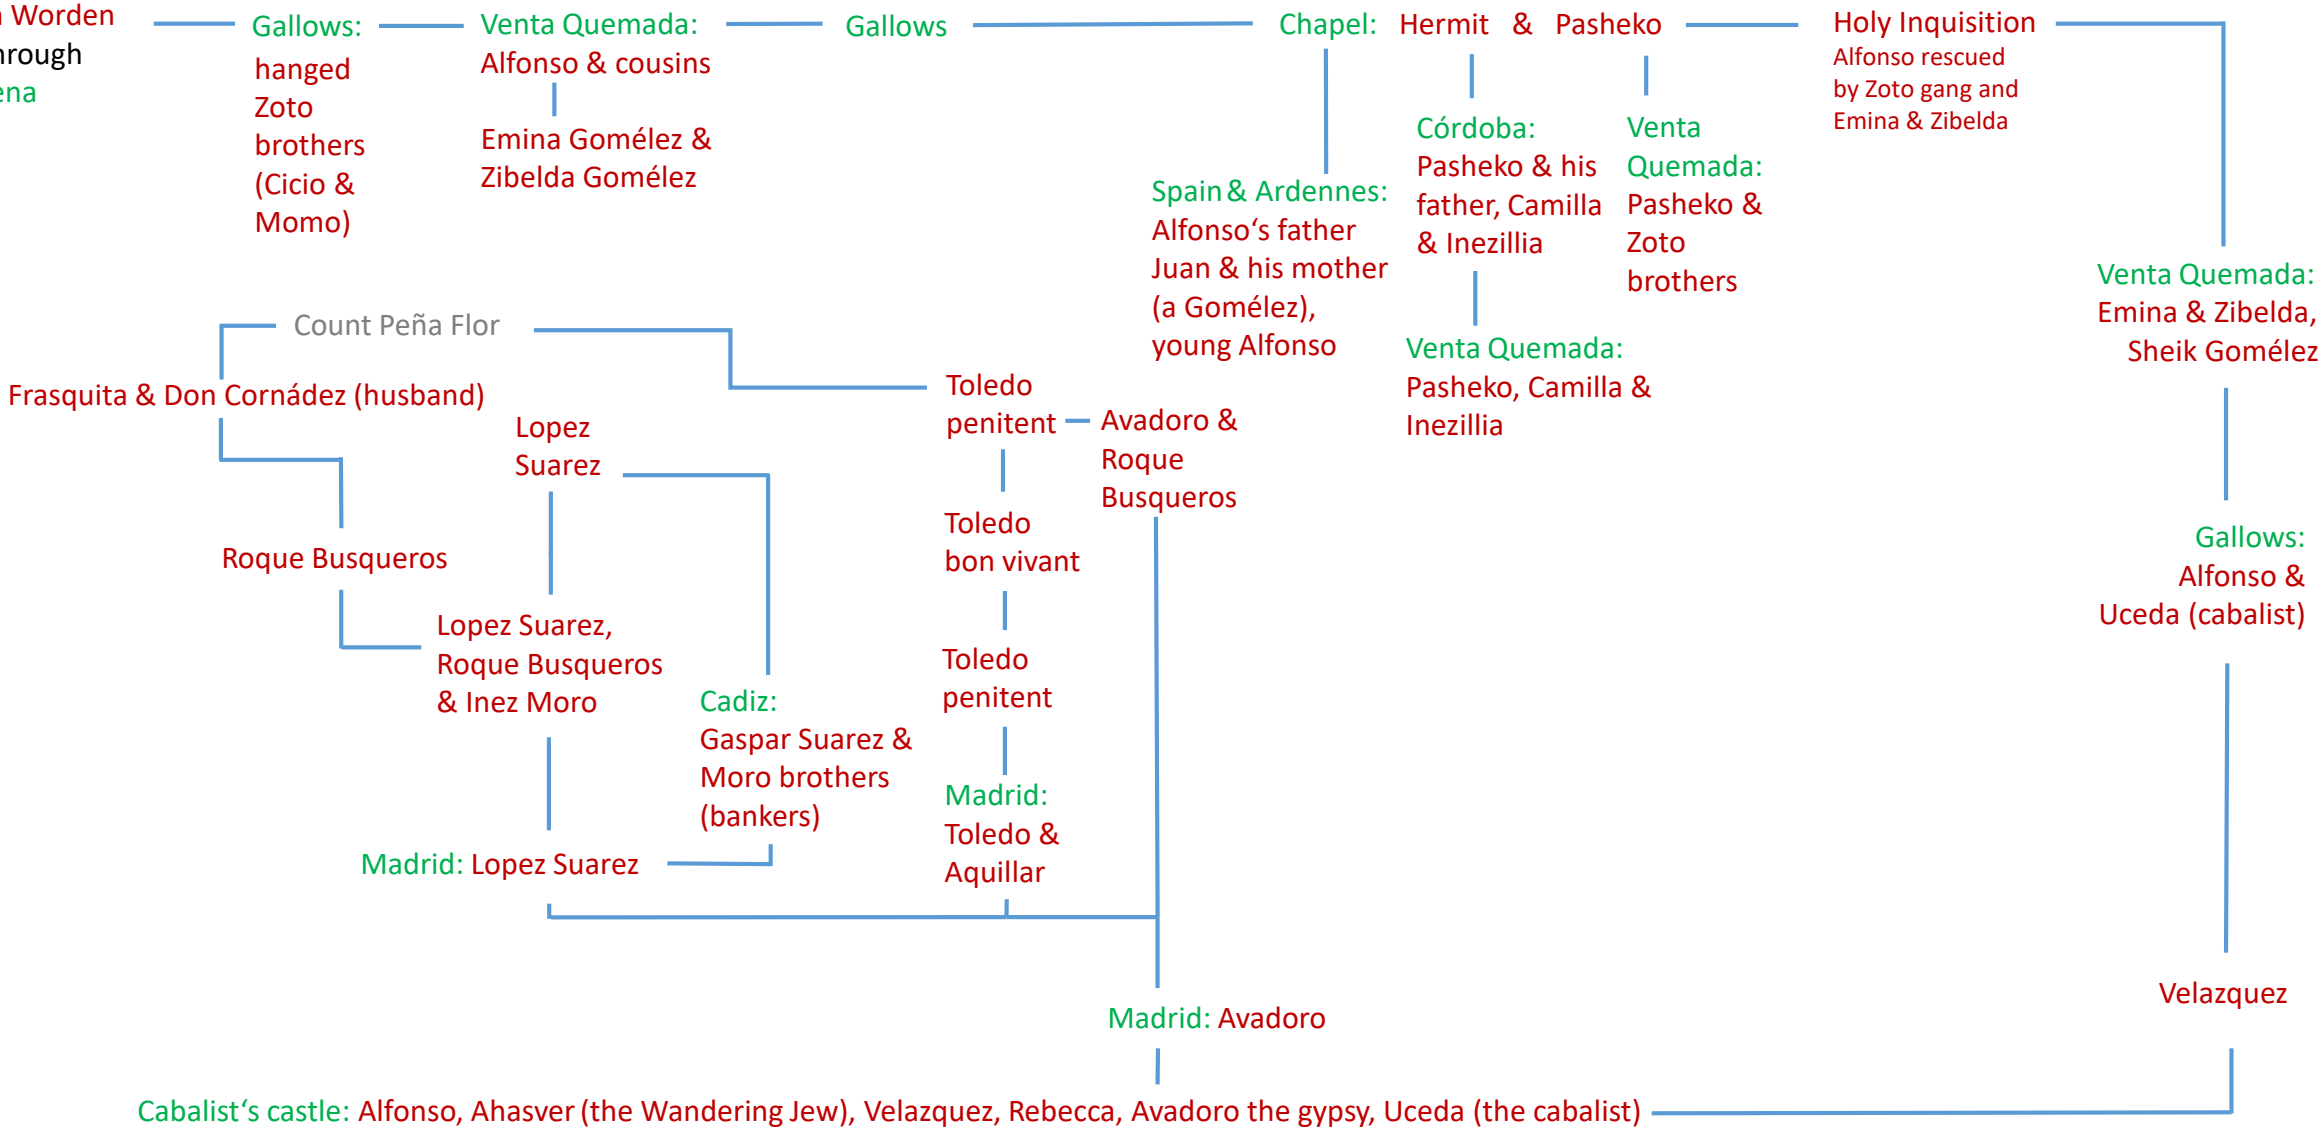 Worden
Gallows:
hanged
Zoto
brothers
(Cicio &
Momo)
Venta Quemada:
Alfonso & cousins
Emina Gomélez &
Zibelda Gomélez
Gallows
Chapel: Hermit & Pasheko
Spain & Ardennes:
Alfonso‘s father
Juan & his mother
(a Gomélez),
young Alfonso
Córdoba:
Pasheko & his
father, Camilla
& Inezillia
Venta Quemada:
Pasheko, Camilla &
Inezillia
Venta
Quemada:
Pasheko &
Zoto
brothers
Holy Inquisition
Alfonso rescued
by Zoto gang and
Emina & Zibelda
Venta Quemada:
Emina & Zibelda,
Sheik Gomélez
Gallows:
Alfonso &
Uceda (cabalist)
Velazquez
Count Peña Flor
Frasquita & Don Cornádez (husband)
Roque Busqueros
Lopez
Suarez
Lopez Suarez,
Roque Busqueros
& Inez Moro
Cadiz:
Gaspar Suarez &
Moro brothers
(bankers)
Madrid: Lopez Suarez
Toledo
penitent
Avadoro &
Roque
Busqueros
Toledo
bon vivant
Toledo
penitent
Madrid:
Toledo &
Aquillar
Madrid: Avadoro
Cabalist‘s castle: Alfonso, Ahasver (the Wandering Jew), Velazquez, Rebecca, Avadoro the gypsy, Uceda (the cabalist)